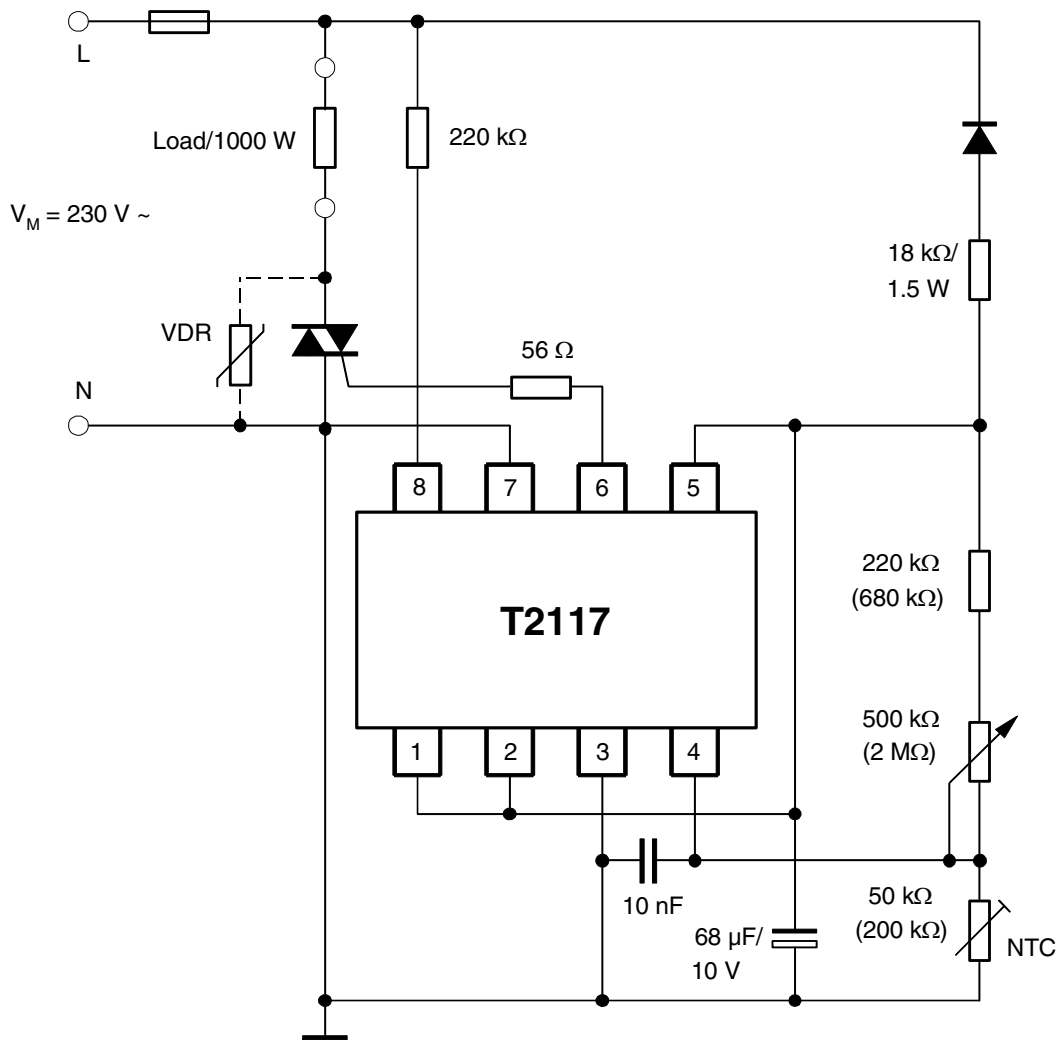 L
Load/1000 W
220 kΩ
V_M = 230 V ~
18 kΩ/
1.5 W
VDR
56 Ω
N
8
7
6
5
220 kΩ
(680 kΩ)
T2117
500 kΩ
(2 MΩ)
1
2
3
4
10 nF
50 kΩ
(200 kΩ)
68 µF/
10 V
NTC